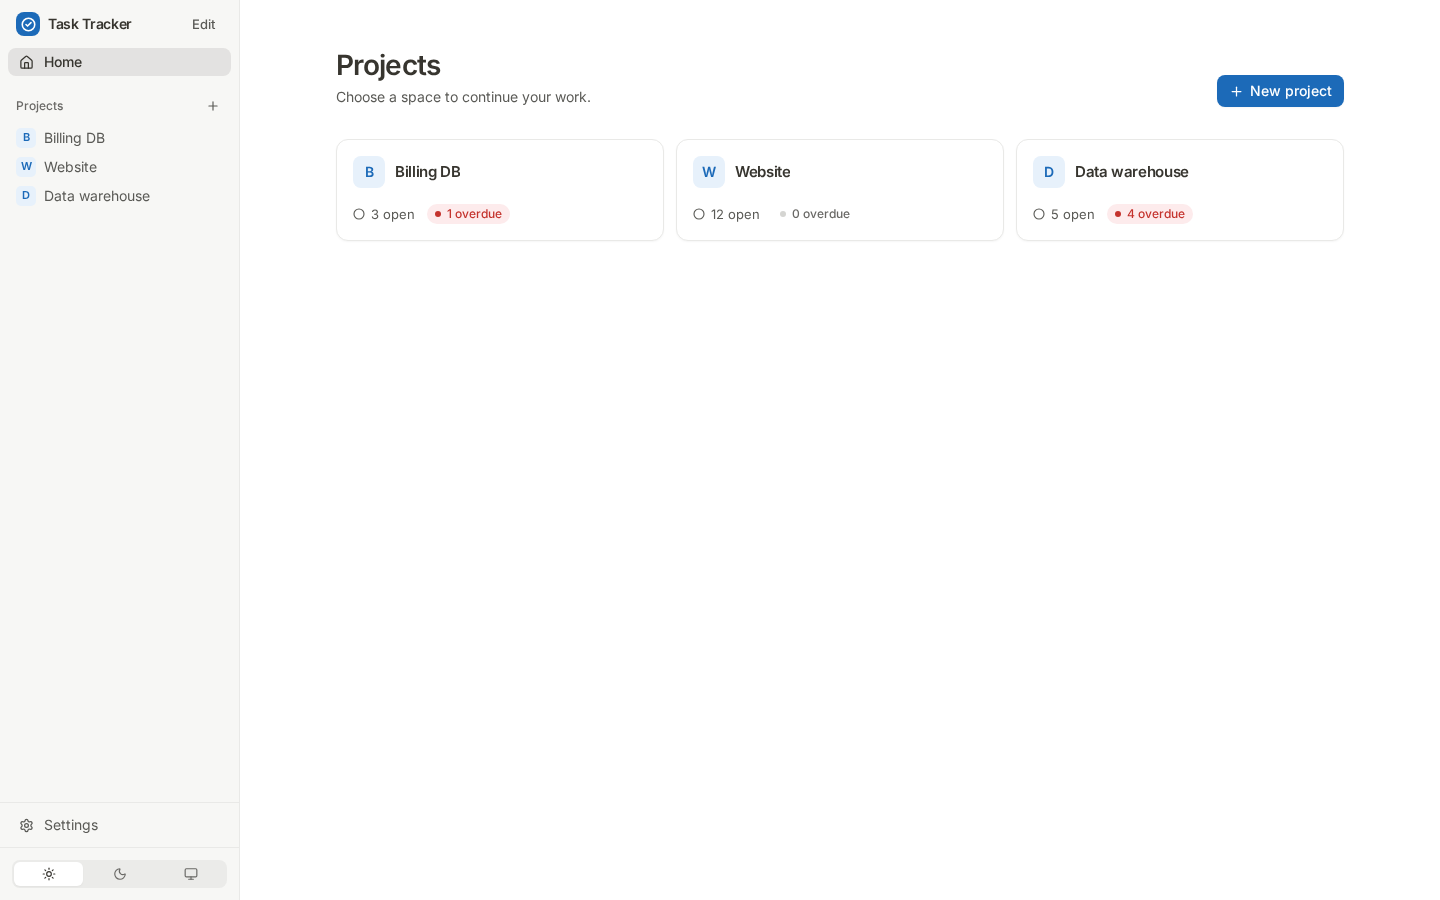 Task Tracker
Edit
Home
Projects
B Billing DB
W Website
D Data warehouse
Settings
Projects
Choose a space to continue your work.
New project
B Billing DB
3 open 1 overdue
W Website
12 open 0 overdue
D Data warehouse
5 open 4 overdue